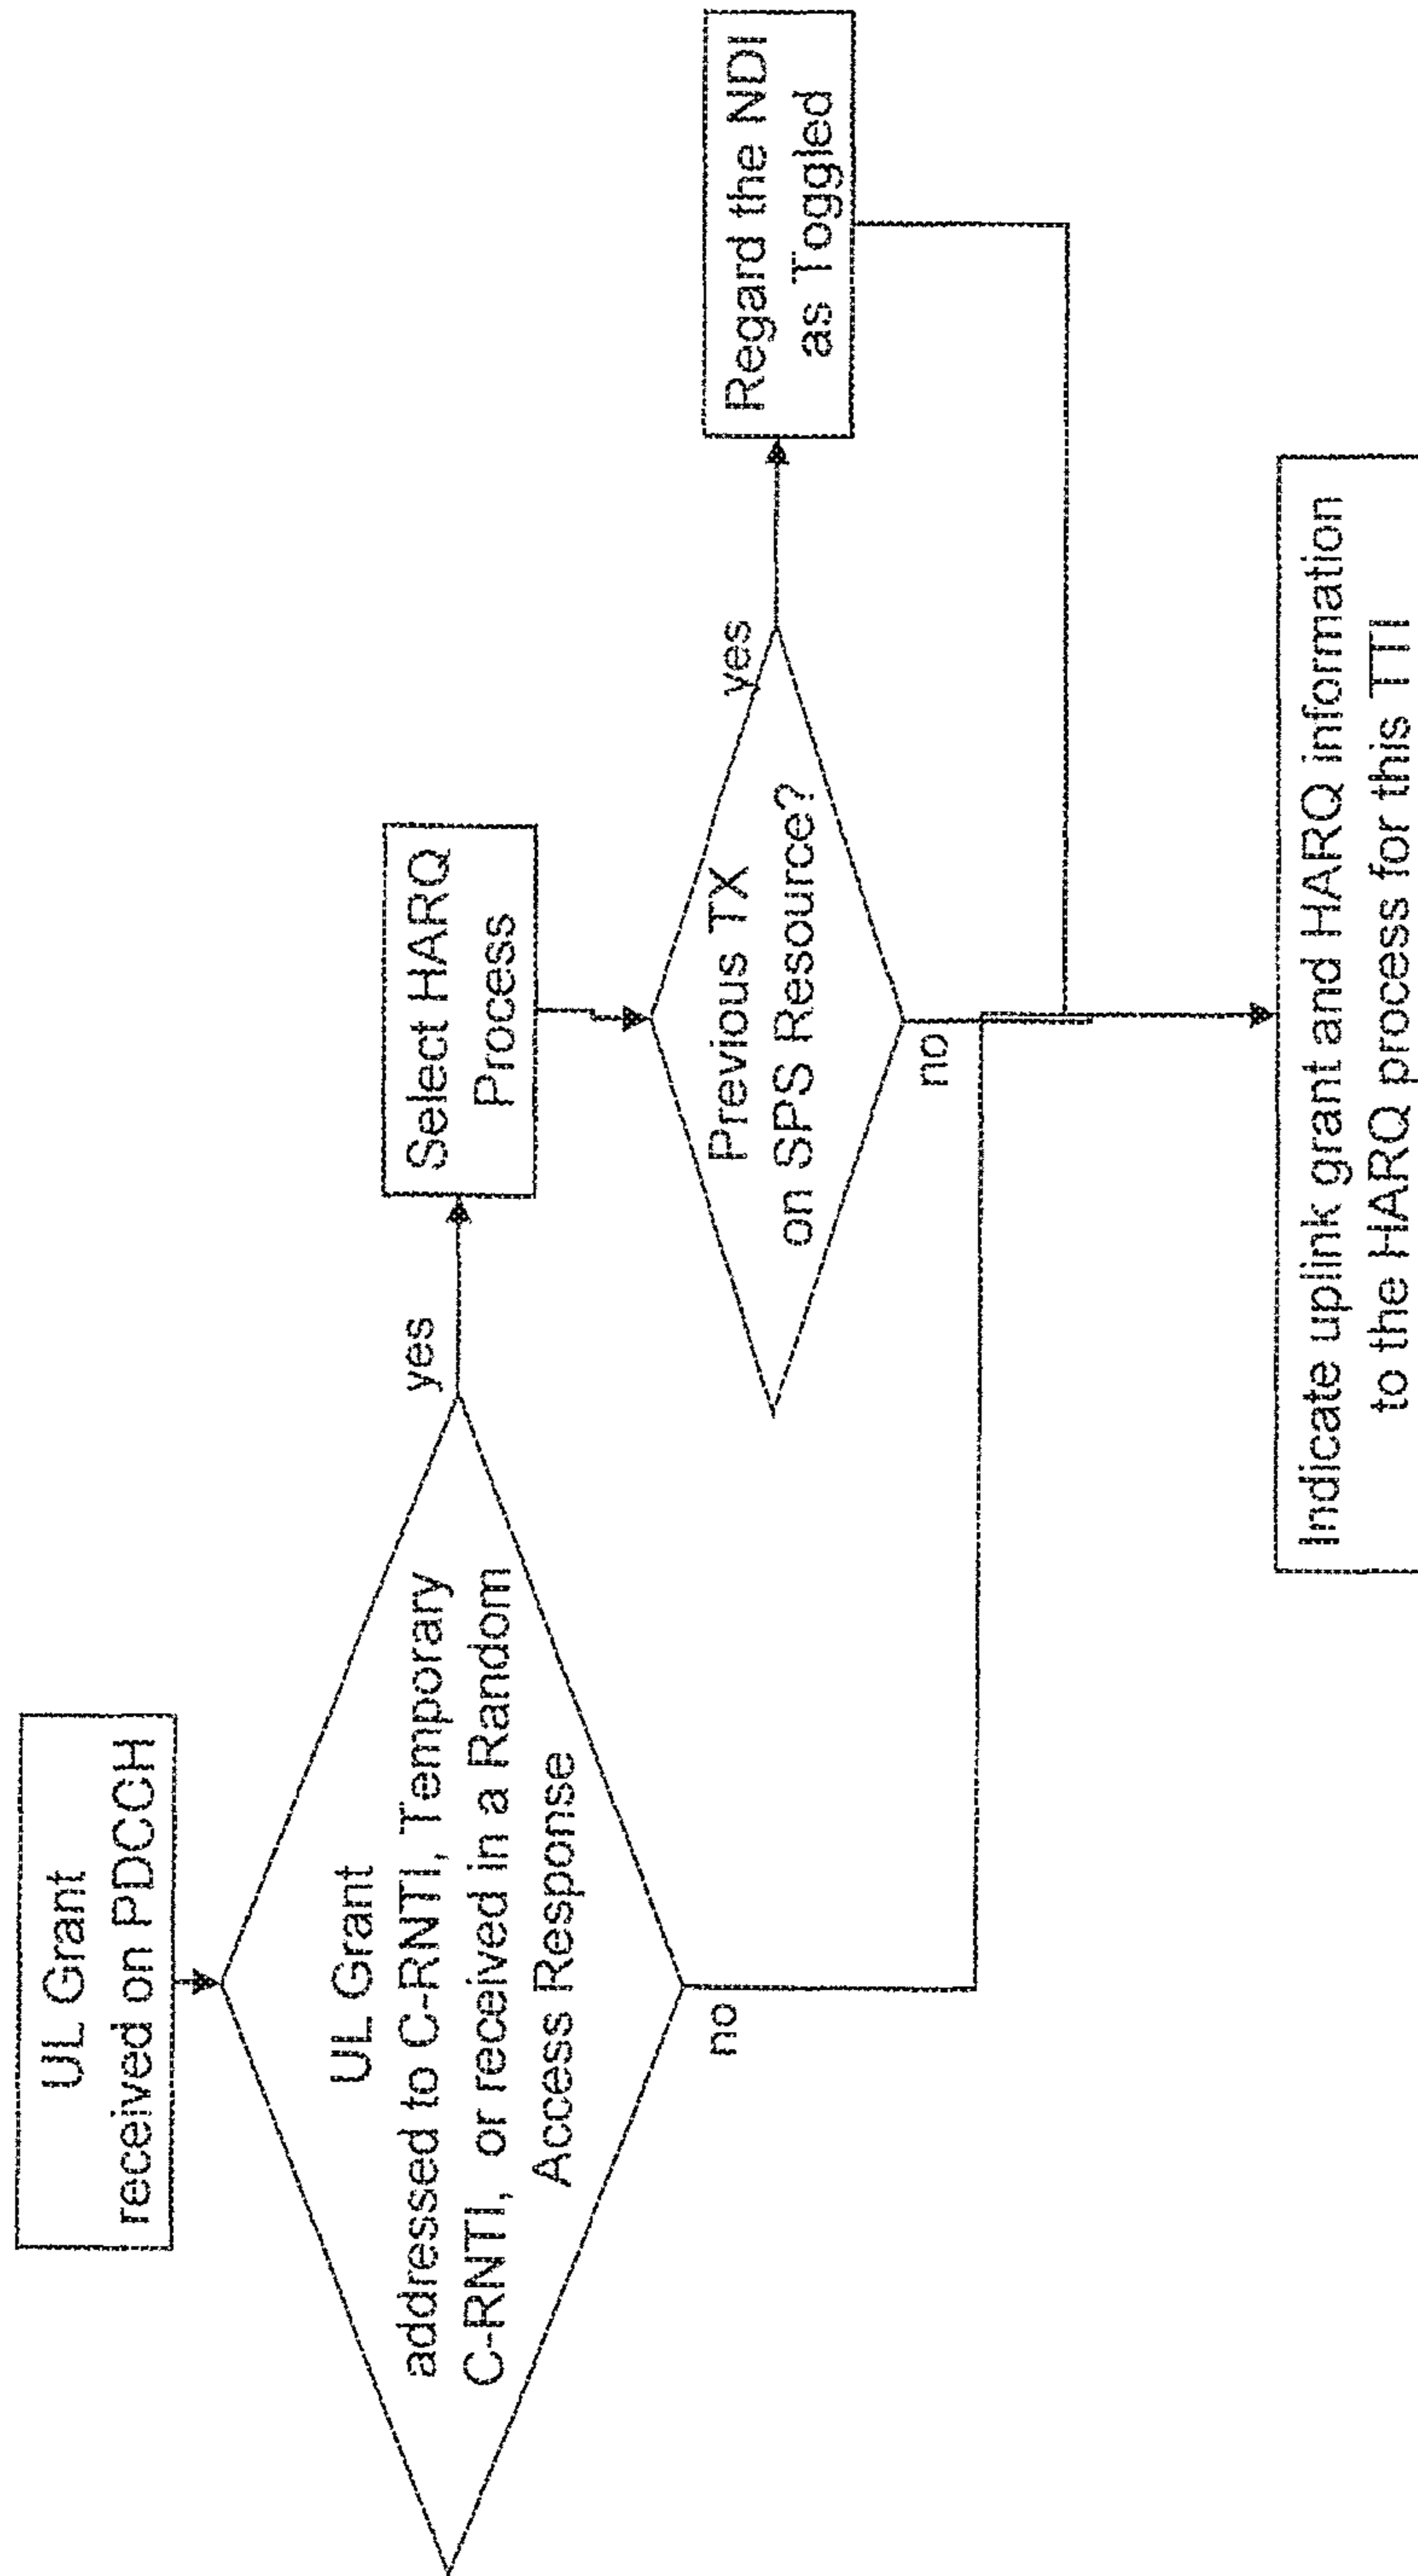 UL Grant
received on PDCCH
UL Grant
addressed to C-RNTI, Temporary
C-RNTI, or received in a Random
Access Response
yes
no
Select HARQ
Process
Previous TX
on SPS Resource?
yes
no
Regard the NDI
as Toggled
Indicate uplink grant and HARQ information
to the HARQ process for this TTI